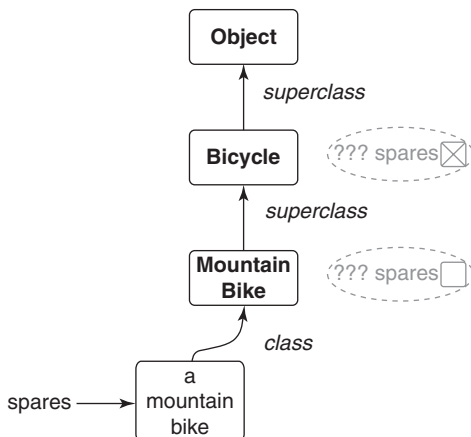 Object
superclass
Bicycle
??? spares
superclass
Mountain
Bike
??? spares
class
a
mountain
bike
spares